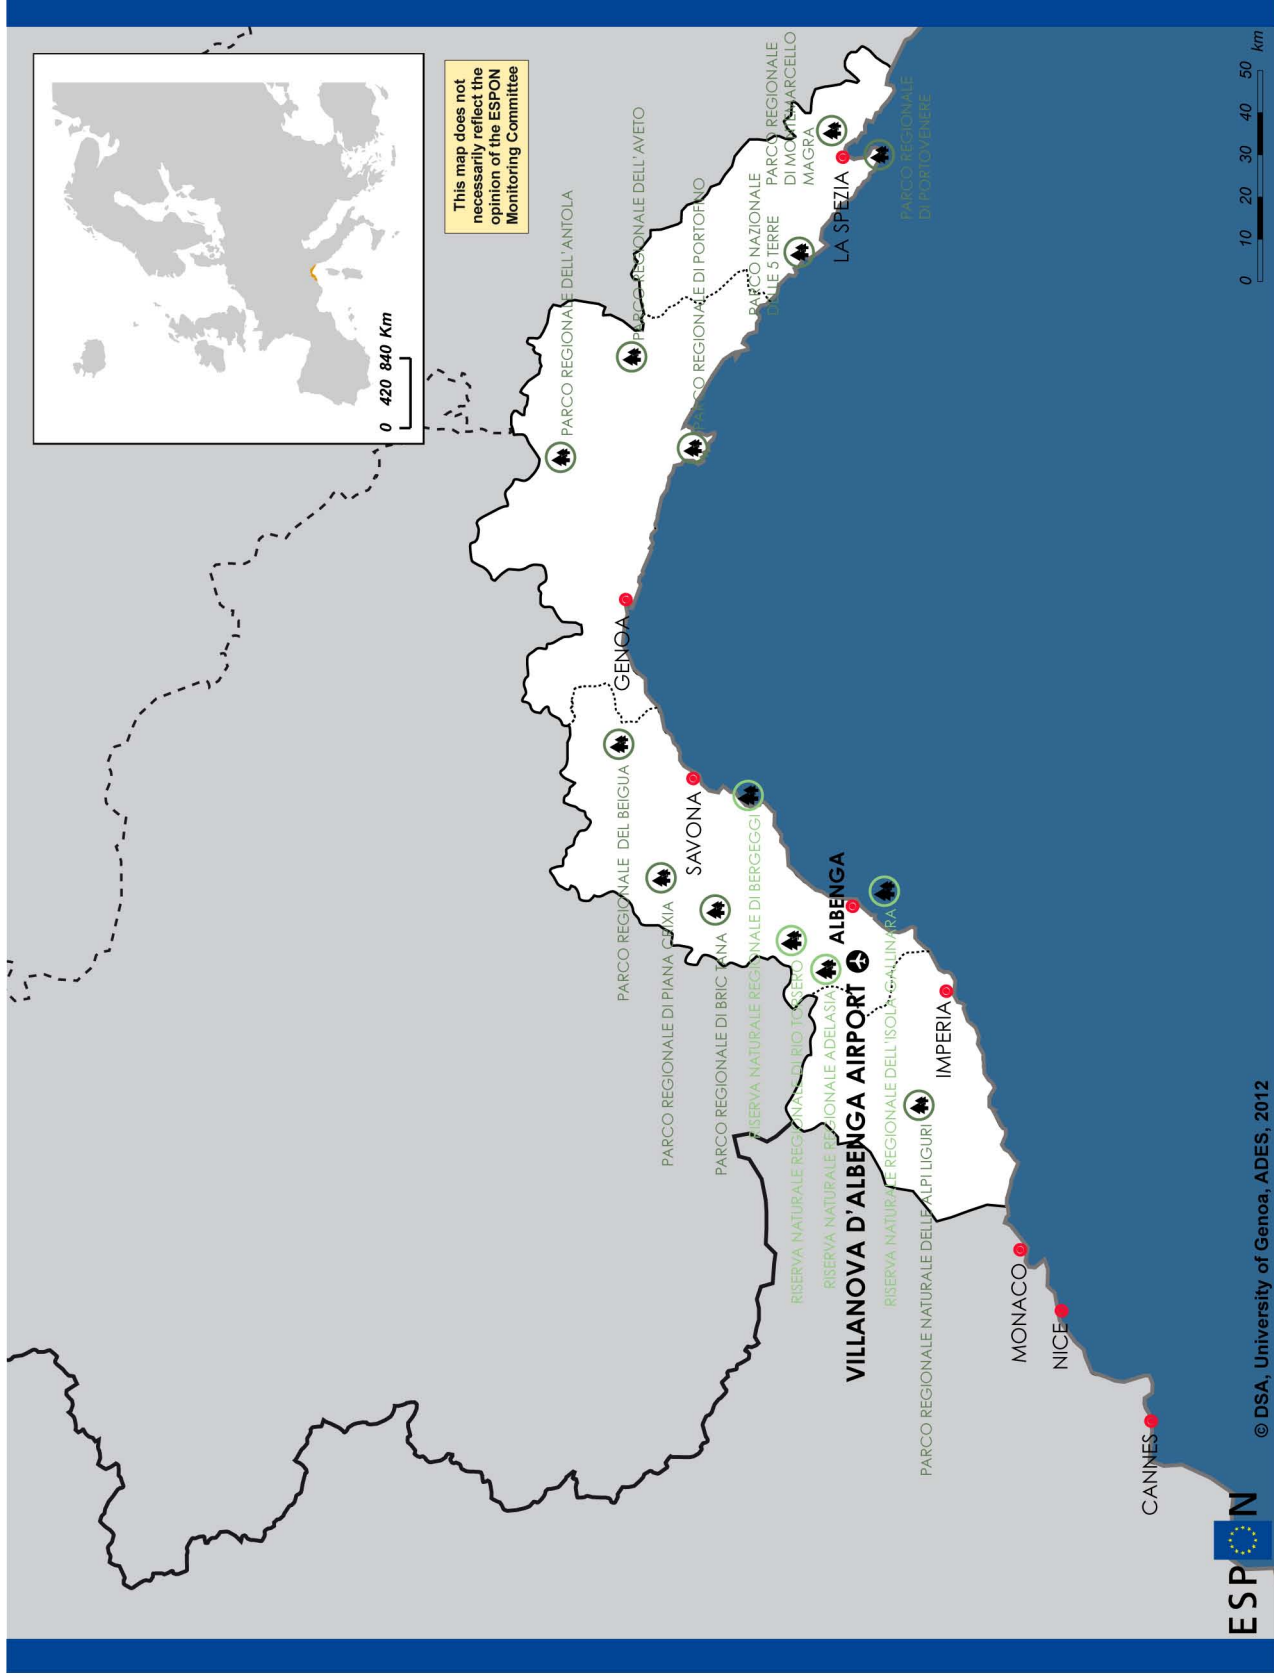 0 420 840 Km
This map does not
necessarily reflect the
opinion of the ESPON
Monitoring Committee
PARCO REGIONALE DELL'ANTOLA
PARCO REGIONALE DELL'AVETO
PARCO REGIONALE DI PORTOFINO
PARCO NAZIONALE
DELLE 5 TERRE
PARCO REGIONALE
DI MONTEMARCELLO
MAGRA
LA SPEZIA
PARCO REGIONALE
DI PORTOVENERE
GENOA
PARCO REGIONALE DEL BEIGUA
PARCO REGIONALE DI PIANA CRIXIA
SAVONA
PARCO REGIONALE DI BRIC TANA
RISERVA NATURALE REGIONALE DI BERGEGGI
RISERVA NATURALE REGIONALE DI RIO TORSERO
RISERVA NATURALE REGIONALE ADELASIA
ALBENGA
VILLANOVA D'ALBENGA AIRPORT
RISERVA NATURALE REGIONALE DELL'ISOLA GALLINARA
PARCO REGIONALE NATURALE DELLE ALPI LIGURI
IMPERIA
MONACO
NICE
CANNES
ESPON
© DSA, University of Genoa, ADES, 2012
0 10 20 30 40 50 km